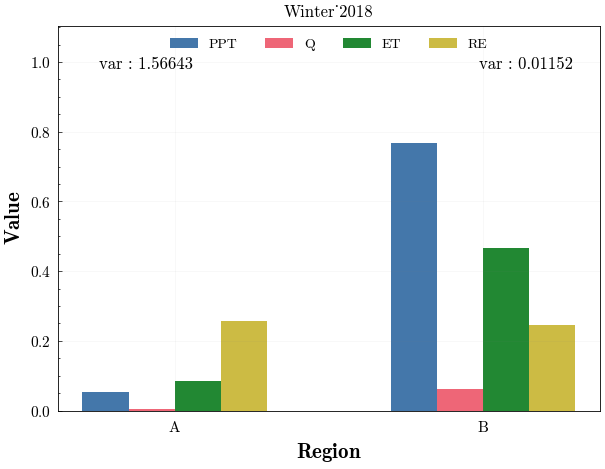 Winter˙2018
PPT Q ET RE
var : 1.56643 var : 0.01152
1.0
0.8
0.6
0.4
0.2
0.0
Value
A B
Region